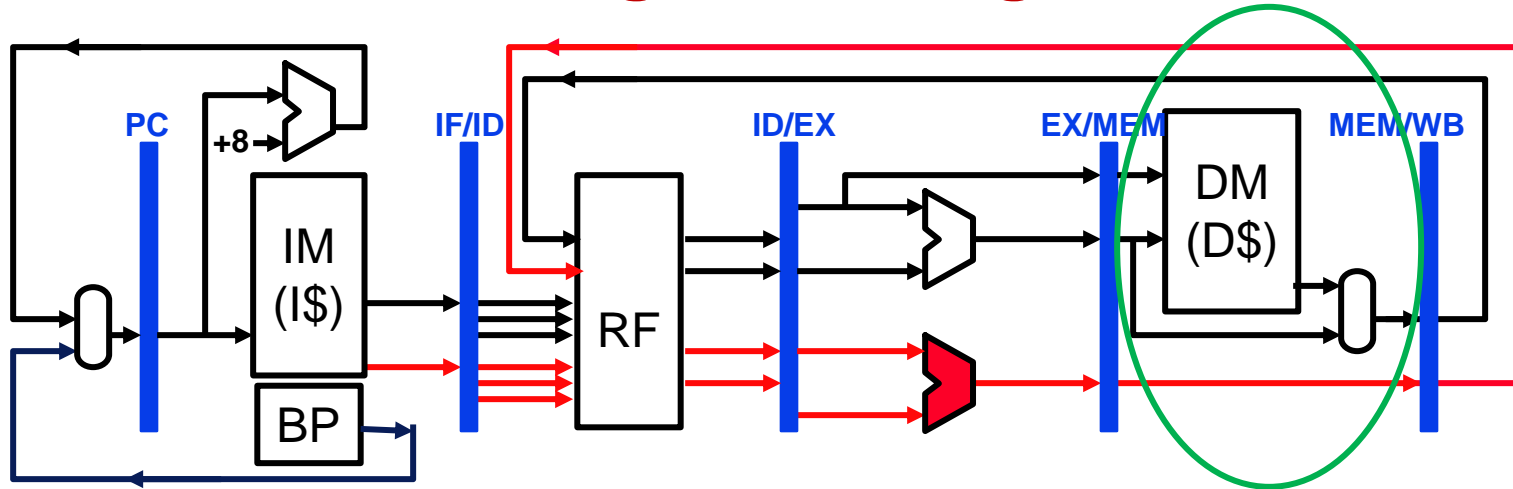 PC
IF/ID
ID/EX
EX/MEM
MEM/WB
+8
IM
(I$)
BP
RF
DM
(D$)